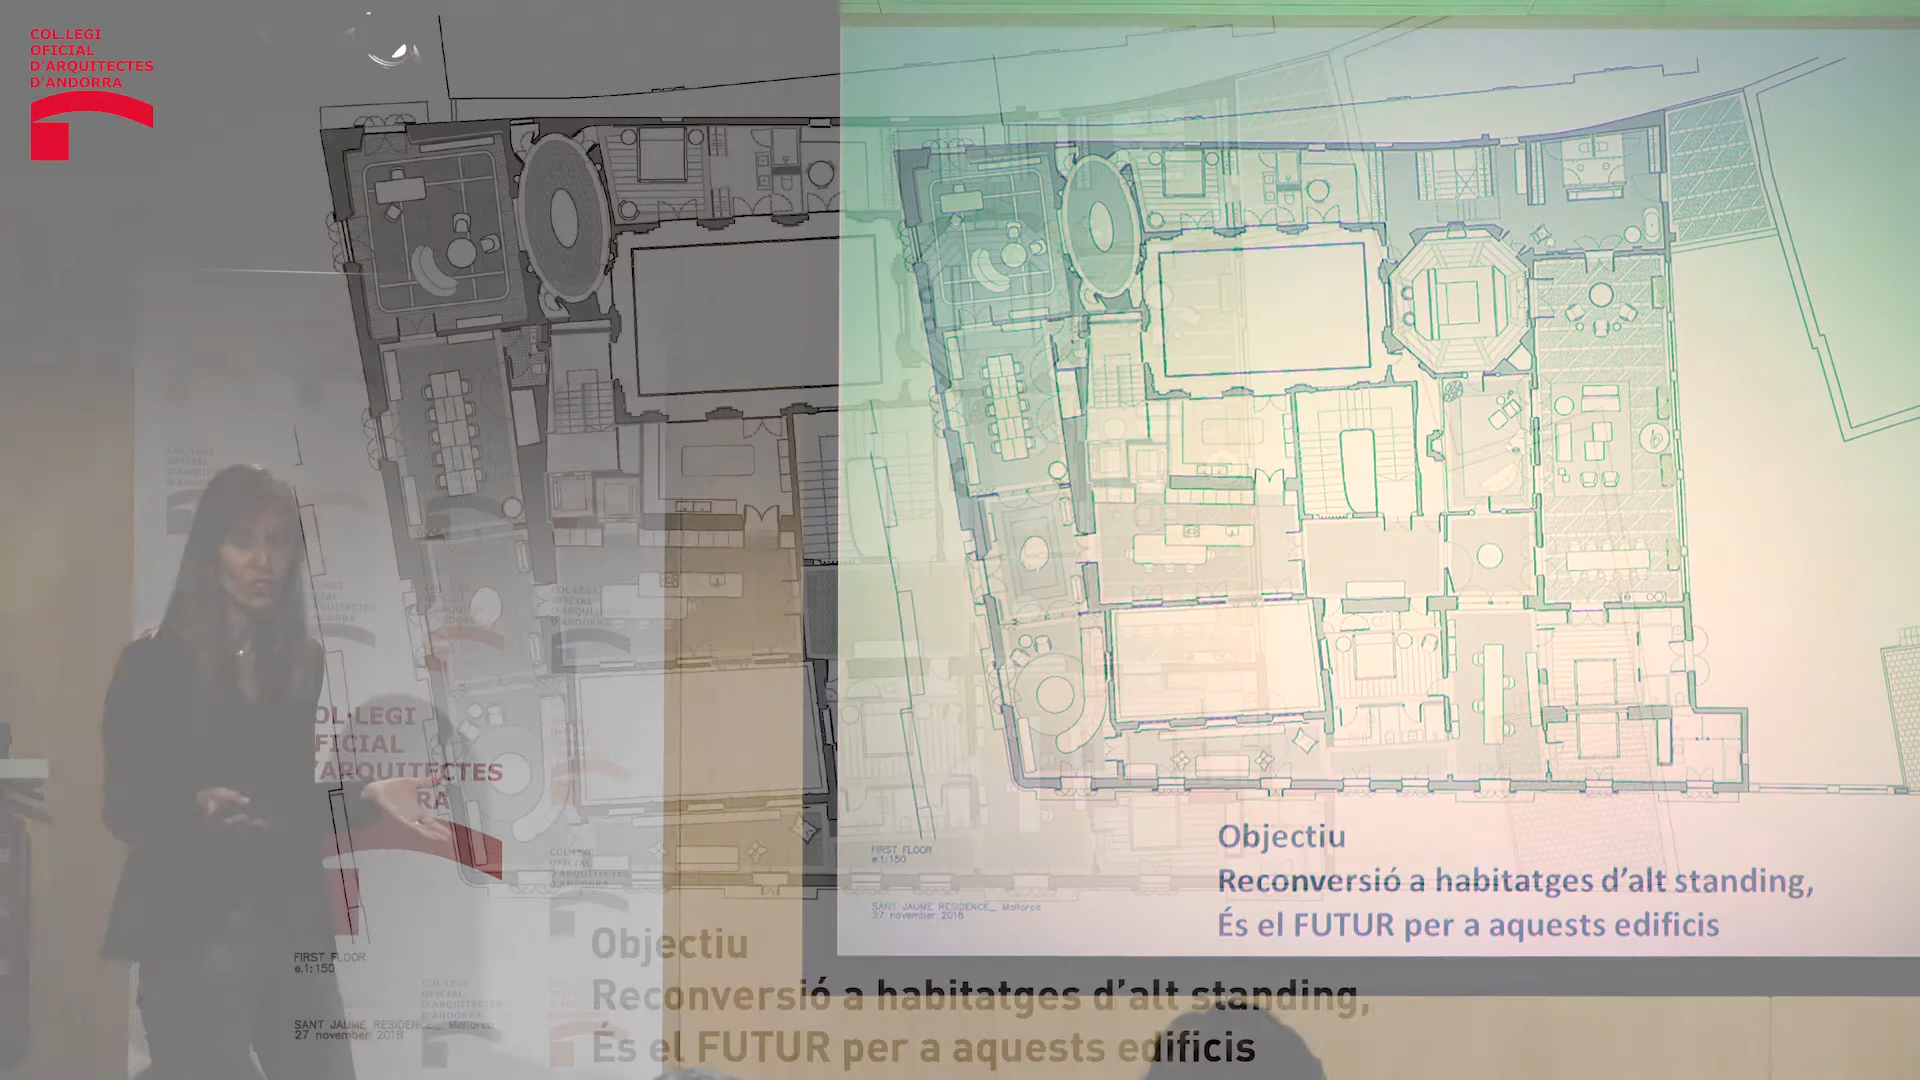 COL.LEGI
OFICIAL
D'ARQUITECTES
D'ANDORRA
COL·LEGI
OFICIAL
D'ARQUITECTES
FIRST FLOOR
e.1:150
SANT JAUME RESIDENCE_ Mallorca
27 november 2018
Objectiu
Reconversió a habitatges d'alt standing,
És el FUTUR per a aquests edificis
FIRST FLOOR
e.1:150
SANT JAUME RESIDENCE_ Mallorca
27 november 2018
Objectiu
Reconversió a habitatges d'alt standing,
És el FUTUR per a aquests edificis